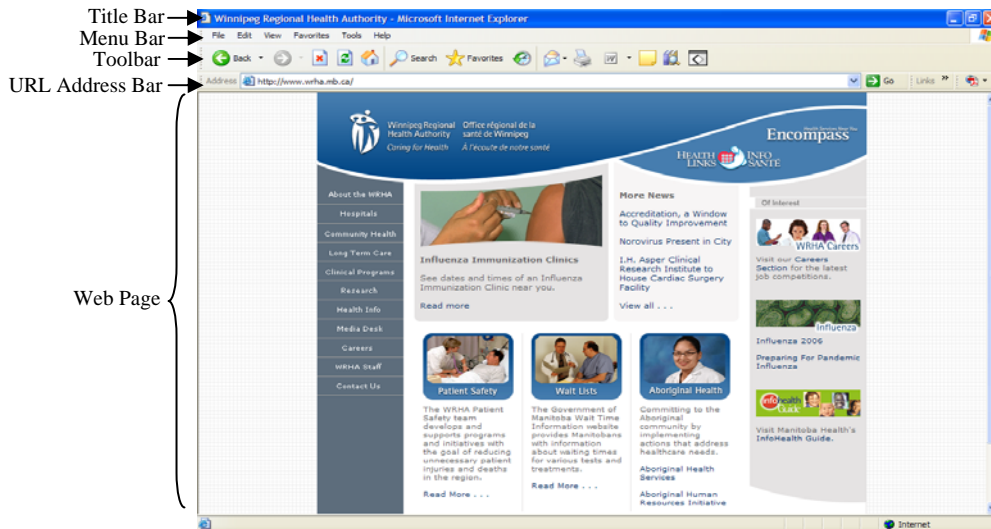 Title Bar
Winnipeg Regional Health Authority - Microsoft Internet Explorer
Menu Bar
File Edit View Favorites Tools Help
Toolbar
Back Search Favorites
URL Address Bar
Address http://www.wrha.mb.ca/ Go Links »
Web Page
Winnipeg Regional
Health Authority
Caring for Health
Office régional de la
santé de Winnipeg
À l'écoute de notre santé
Health Services Near You
Encompass
HEALTH LINKS
INFO SANTÉ
About the WRHA
Hospitals
Community Health
Long Term Care
Clinical Programs
Research
Health Info
Media Desk
Careers
WRHA Staff
Contact Us
Influenza Immunization Clinics
See dates and times of an Influenza
Immunization Clinic near you.
Read more
More News
Accreditation, a Window
to Quality Improvement
Norovirus Present in City
I.H. Asper Clinical
Research Institute to
House Cardiac Surgery
Facility
View all . . .
Of Interest
WRHA Careers
Visit our Careers
Section for the latest
job competitions.
Influenza
Influenza 2006
Preparing For Pandemic
Influenza
infohealth
Guide
Visit Manitoba Health's
InfoHealth Guide.
Patient Safety
The WRHA Patient
Safety team
develops and
supports programs
and initiatives with
the goal of reducing
unnecessary patient
injuries and deaths
in the region.
Read More . . .
Wait Lists
The Government of
Manitoba Wait Time
Information website
provides Manitobans
with information
about waiting times
for various tests and
treatments.
Read More . . .
Aboriginal Health
Committing to the
Aboriginal
community by
implementing
actions that address
healthcare needs.
Aboriginal Health
Services
Aboriginal Human
Resources Initiative
Internet